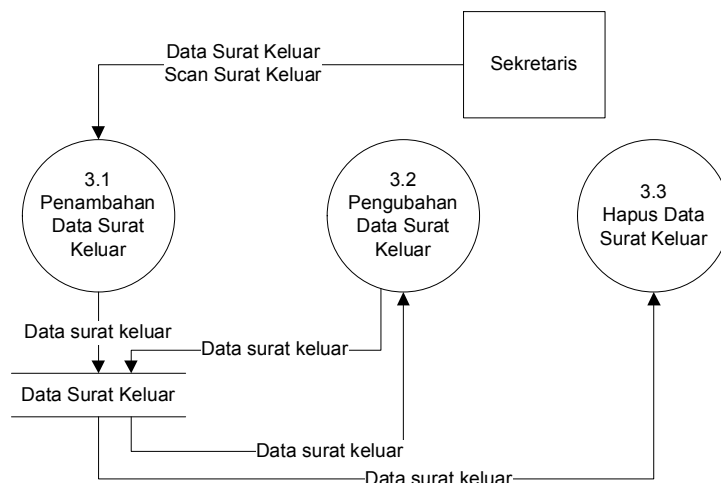 Data Surat Keluar
Scan Surat Keluar
Sekretaris
3.1
Penambahan
Data Surat
Keluar
3.2
Pengubahan
Data Surat
Keluar
3.3
Hapus Data
Surat Keluar
Data surat keluar
Data surat keluar
Data Surat Keluar
Data surat keluar
Data surat keluar